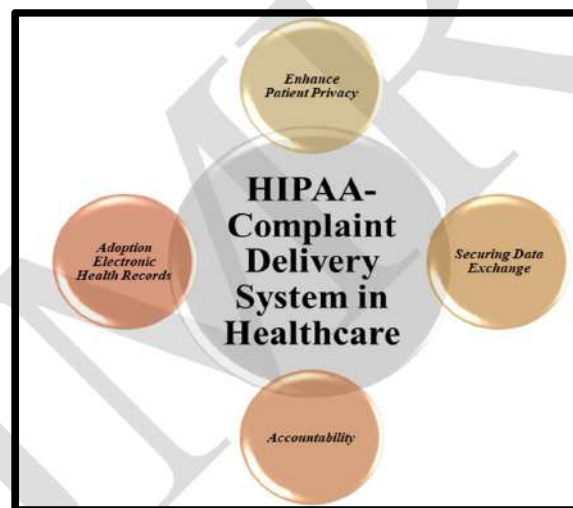 Enhance
Patient Privacy
HIPAA-
Complaint
Delivery
System in
Healthcare
Adoption
Electronic
Health Records
Securing Data
Exchange
Accountability